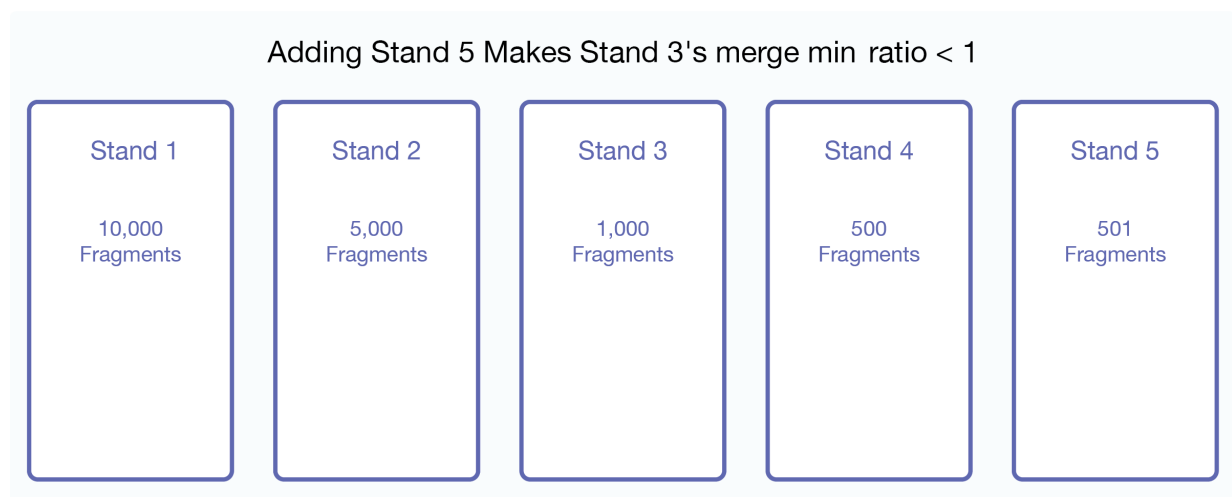 Adding Stand 5 Makes Stand 3's merge min ratio < 1
Stand 1
10,000
Fragments
Stand 2
5,000
Fragments
Stand 3
1,000
Fragments
Stand 4
500
Fragments
Stand 5
501
Fragments